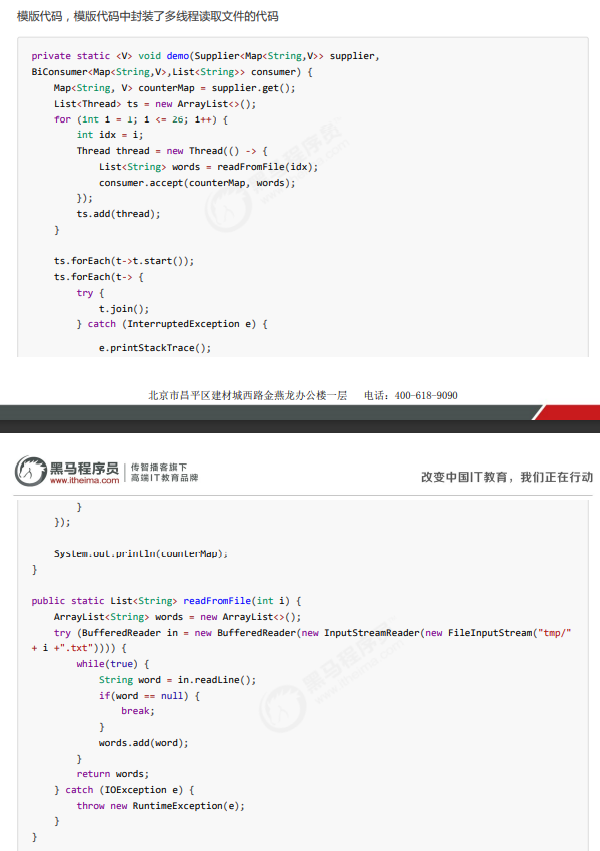 模版代码，模版代码中封装了多线程读取文件的代码
private static <V> void demo(Supplier<Map<String,V>> supplier,
BiConsumer<Map<String,V>,List<String>> consumer) {
    Map<String, V> counterMap = supplier.get();
    List<Thread> ts = new ArrayList<>();
    for (int i = 1; i <= 26; i++) {
        int idx = i;
        Thread thread = new Thread(() -> {
            List<String> words = readFromFile(idx);
            consumer.accept(counterMap, words);
        });
        ts.add(thread);
    }
    ts.forEach(t->t.start());
    ts.forEach(t-> {
        try {
            t.join();
        } catch (InterruptedException e) {
            e.printStackTrace();
北京市昌平区建材城西路金燕龙办公楼一层 电话：400-618-9090
黑马程序员
www.itheima.com
传智播客旗下
高端IT教育品牌
改变中国IT教育，我们正在行动
        }
    });
    System.out.println(counterMap);
}
public static List<String> readFromFile(int i) {
    ArrayList<String> words = new ArrayList<>();
    try (BufferedReader in = new BufferedReader(new InputStreamReader(new FileInputStream("tmp/"
+ i +".txt")))) {
        while(true) {
            String word = in.readLine();
            if(word == null) {
                break;
            }
            words.add(word);
        }
        return words;
    } catch (IOException e) {
        throw new RuntimeException(e);
    }
}